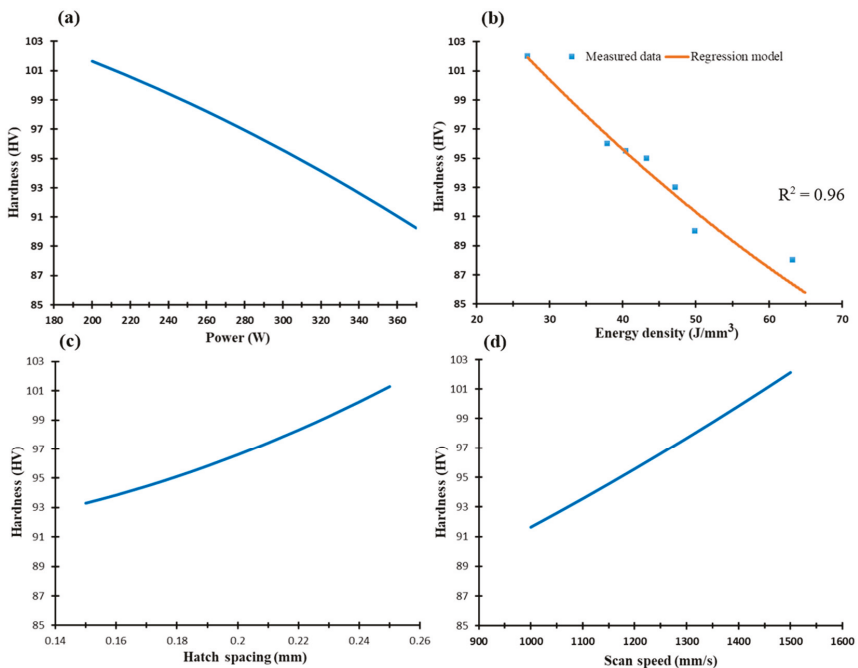 (a)
103
101
99
97
95
93
91
89
87
85
Hardness (HV)
180 200 220 240 260 280 300 320 340 360
Power (W)
(b)
103
101
99
97
95
93
91
89
87
85
Hardness (HV)
Measured data Regression model
R² = 0.96
20 30 40 50 60 70
Energy density (J/mm³)
(c)
103
101
99
97
95
93
91
89
87
85
Hardness (HV)
0.14 0.16 0.18 0.2 0.22 0.24 0.26
Hatch spacing (mm)
(d)
103
101
99
97
95
93
91
89
87
85
Hardness (HV)
900 1000 1100 1200 1300 1400 1500 1600
Scan speed (mm/s)